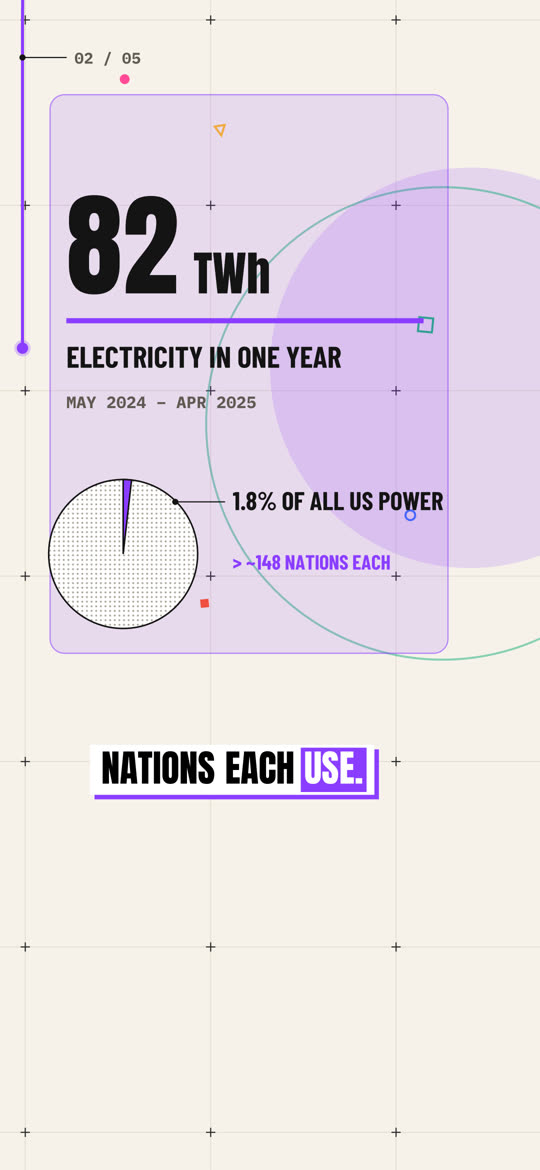 02 / 05
82 TWh
ELECTRICITY IN ONE YEAR
MAY 2024 – APR 2025
1.8% OF ALL US POWER
> ~148 NATIONS EACH
NATIONS EACH USE.